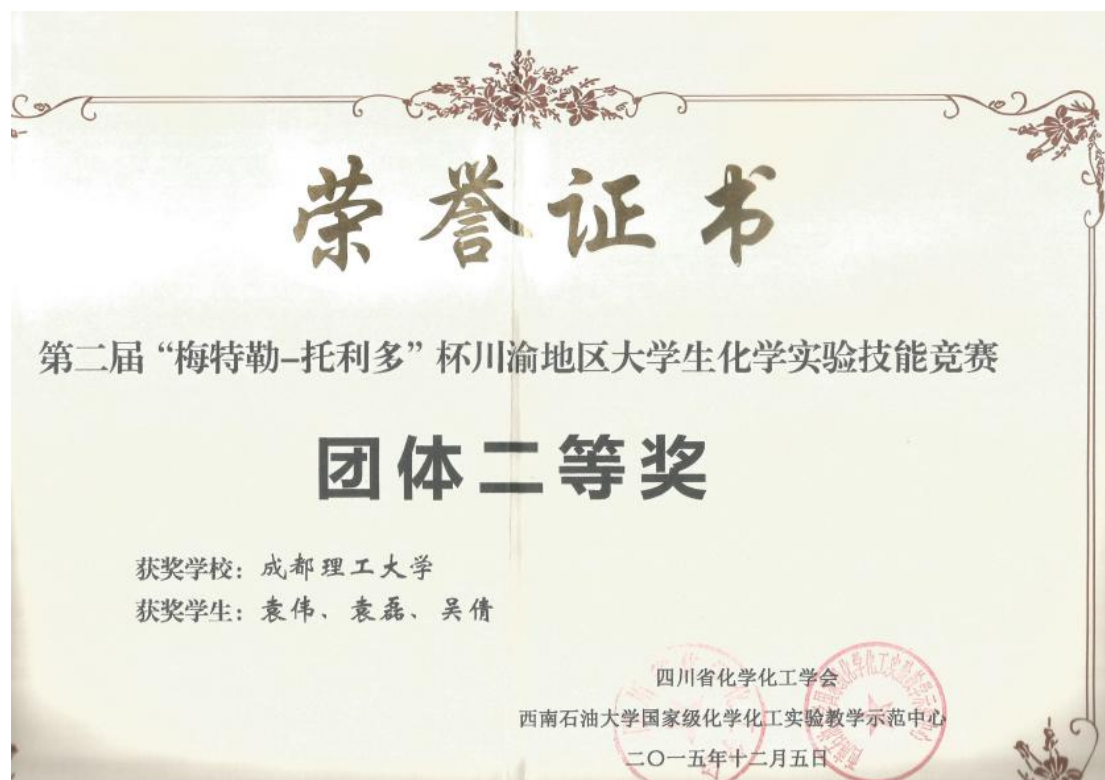 荣誉证书
第二届“梅特勒-托利多”杯川渝地区大学生化学实验技能竞赛
团体二等奖
获奖学校：成都理工大学
获奖学生：袁伟、袁磊、吴倩
四川省化学化工学会
西南石油大学国家级化学化工实验教学示范中心
二〇一五年十二月五日